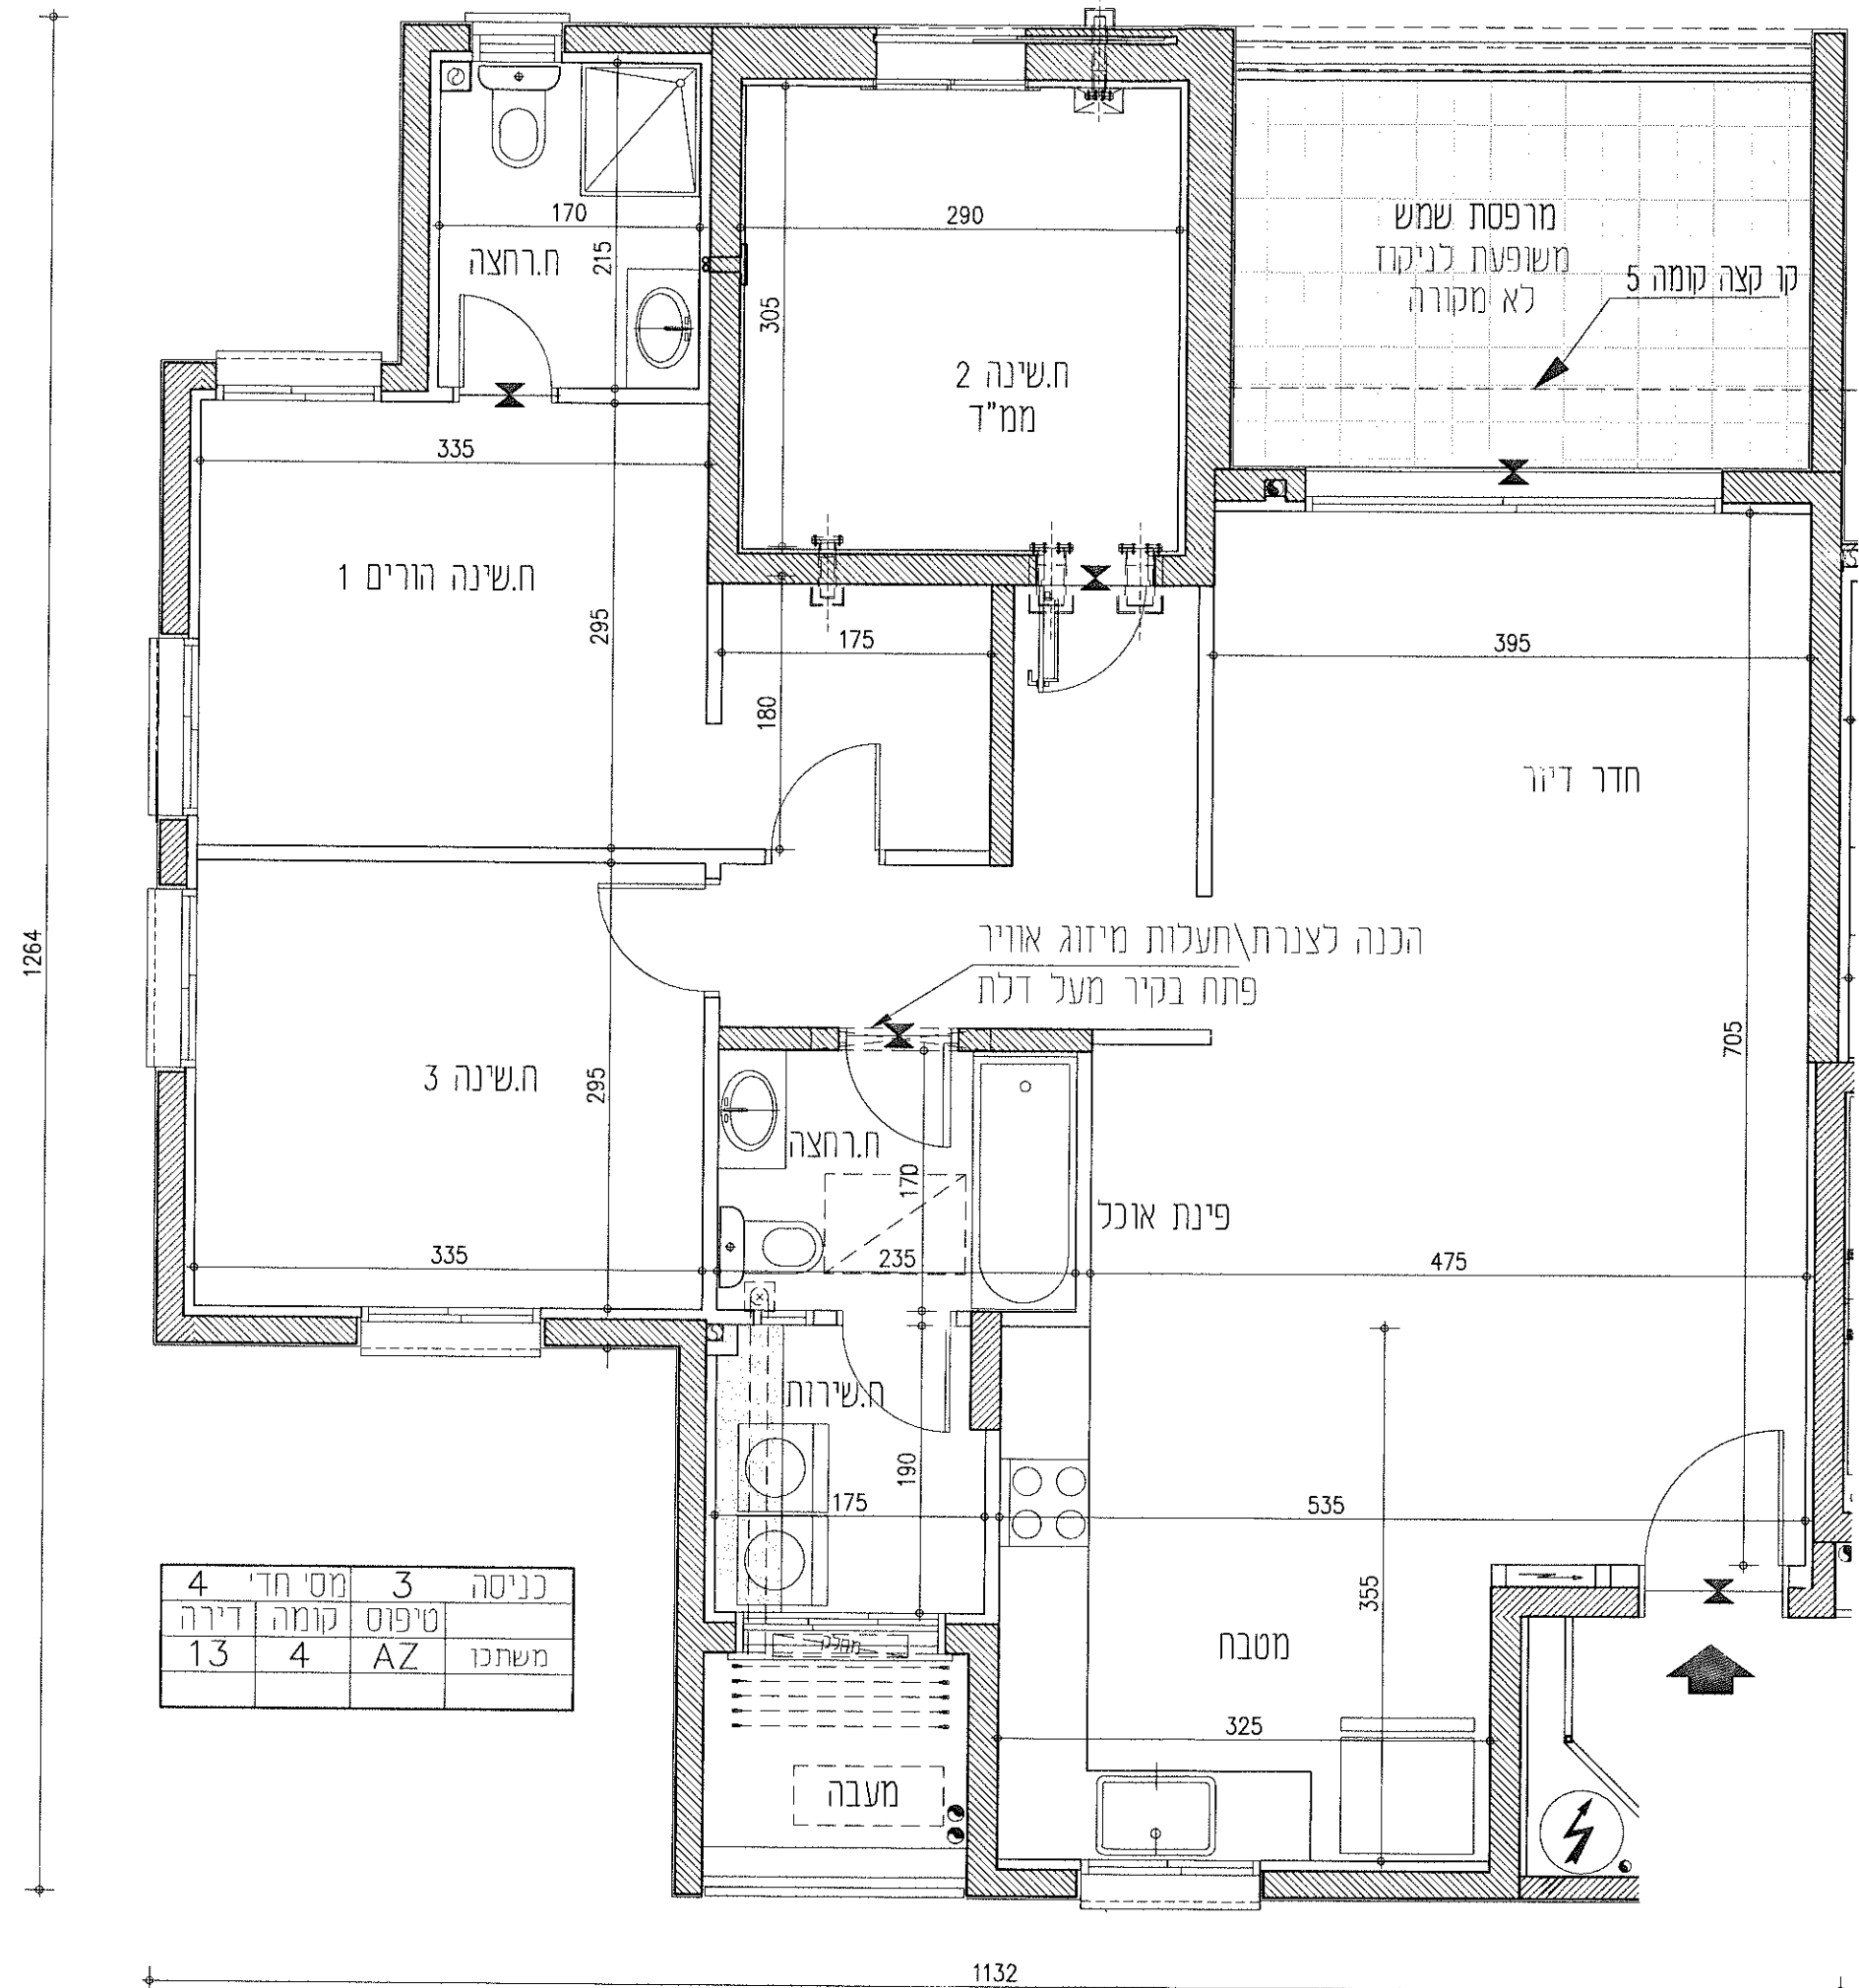 170
215
ח.רחצה
290
305
ח.שינה 2
ממ"ד
מרפסת שמש
משופעת לניקוז
לא מקורה
קו קצה קומה 5
335
ח.שינה הורים 1
295
175
180
395
חדר דיור
705
1264
הכנה לצנרת\תעלות מיזוג אוויר
פתח בקיר מעל דלת
ח.שינה 3
295
335
ח.רחצה
170
235
פינת אוכל
475
ח.שירות
190
175
535
355
מטבח
325
מעבה
כניסה 3 מס' חדי' 4
טיפוס קומה דירה
משתכן AZ 4 13
1132